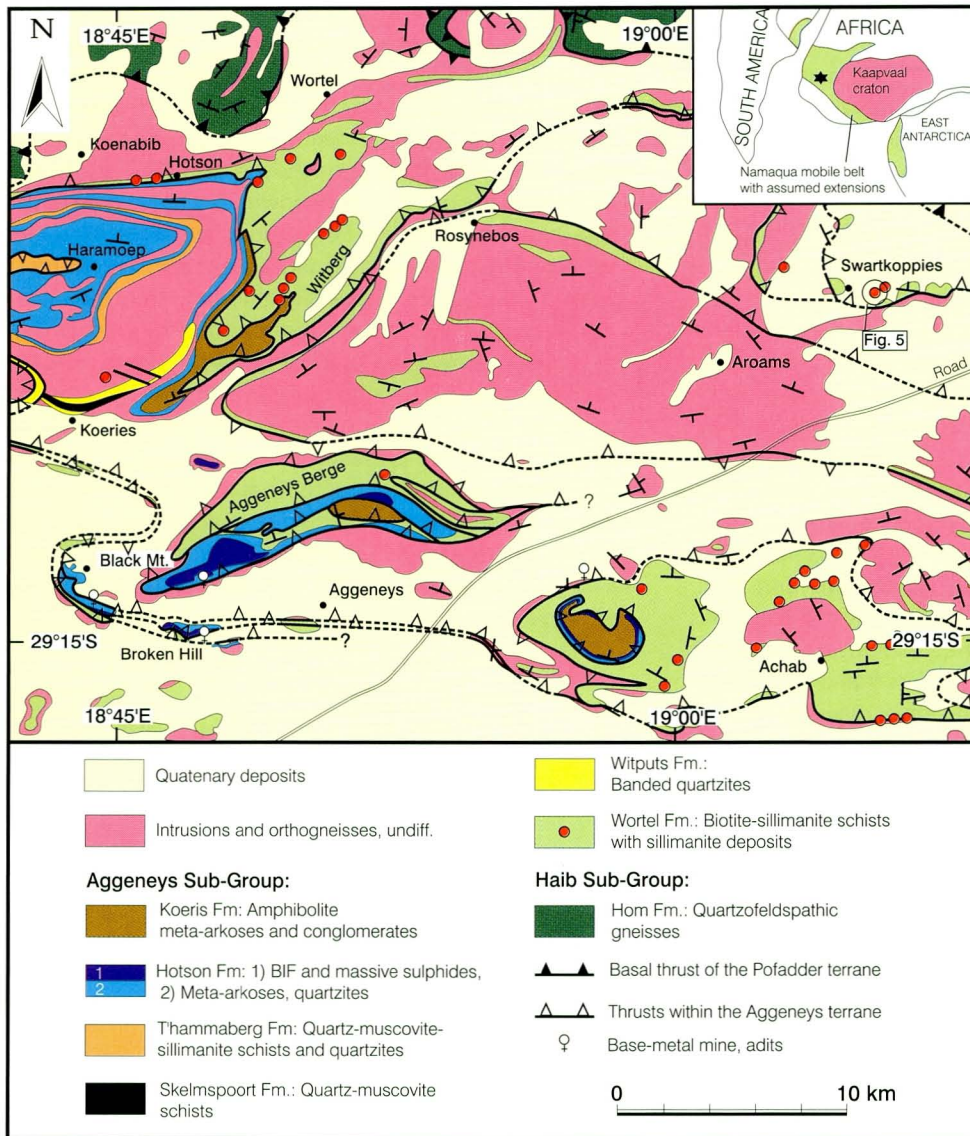 N
18°45'E
19°00'E
Wortel
Koenabib
Hotson
Haramoep
Witberg
Rosynebos
Swartkoppies
Fig. 5
Aroams
Road
Koeries
Aggeneys Berge
?
Black Mt.
Aggeneys
29°15'S
Broken Hill
?
29°15'S
Achab
18°45'E
19°00'E
SOUTH AMERICA
AFRICA
Kaapvaal
craton
EAST
ANTARCTICA
Namaqua mobile belt
with assumed extensions
Quatenary deposits
Intrusions and orthogneisses, undiff.
Aggeneys Sub-Group:
Koeris Fm: Amphibolite
meta-arkoses and conglomerates
1
2
Hotson Fm: 1) BIF and massive sulphides,
2) Meta-arkoses, quartzites
T'hammaberg Fm: Quartz-muscovite-
sillimanite schists and quartzites
Skelmspoort Fm.: Quartz-muscovite
schists
Witputs Fm.:
Banded quartzites
Wortel Fm.: Biotite-sillimanite schists
with sillimanite deposits
Haib Sub-Group:
Hom Fm.: Quartzofeldspathic
gneisses
Basal thrust of the Pofadder terrane
Thrusts within the Aggeneys terrane
Base-metal mine, adits
0
10 km